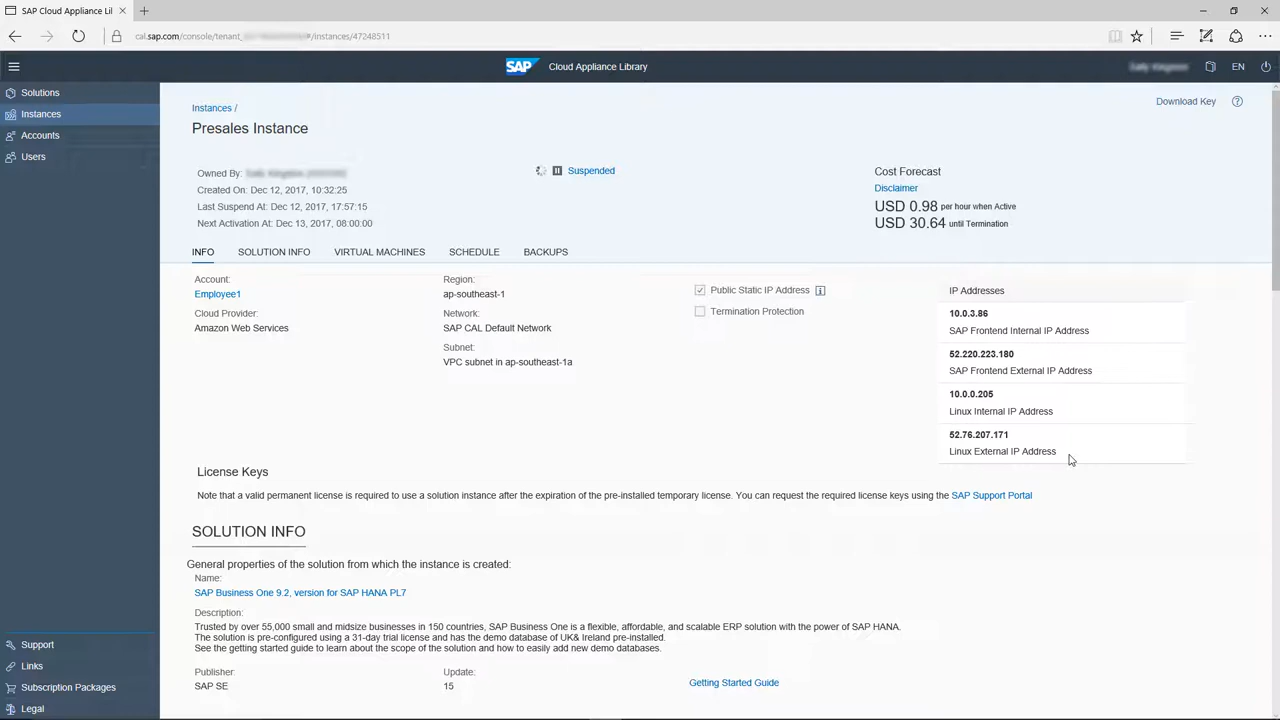 SAP Cloud Appliance Li
cal.sap.com/console/tenant_
#/instances/47248511
SAP Cloud Appliance Library
EN
Solutions
Instances
Accounts
Users
Instances /
Download Key
Presales Instance
Owned By:
Created On: Dec 12, 2017, 10:32:25
Last Suspend At: Dec 12, 2017, 17:57:15
Next Activation At: Dec 13, 2017, 08:00:00
Suspended
Cost Forecast
Disclaimer
USD 0.98 per hour when Active
USD 30.64 until Termination
INFO SOLUTION INFO VIRTUAL MACHINES SCHEDULE BACKUPS
Account:
Employee1
Cloud Provider:
Amazon Web Services
Region:
ap-southeast-1
Network:
SAP CAL Default Network
Subnet:
VPC subnet in ap-southeast-1a
Public Static IP Address
Termination Protection
IP Addresses
10.0.3.86
SAP Frontend Internal IP Address
52.220.223.180
SAP Frontend External IP Address
10.0.0.205
Linux Internal IP Address
52.76.207.171
Linux External IP Address
License Keys
Note that a valid permanent license is required to use a solution instance after the expiration of the pre-installed temporary license. You can request the required license keys using the SAP Support Portal
SOLUTION INFO
General properties of the solution from which the instance is created:
Name:
SAP Business One 9.2, version for SAP HANA PL7
Description:
Trusted by over 55,000 small and midsize businesses in 150 countries, SAP Business One is a flexible, affordable, and scalable ERP solution with the power of SAP HANA.
The solution is pre-configured using a 31-day trial license and has the demo database of UK& Ireland pre-installed.
See the getting started guide to learn about the scope of the solution and how to easily add new demo databases.
Publisher:
SAP SE
Update:
15
Getting Started Guide
Support
Links
Subscription Packages
Legal